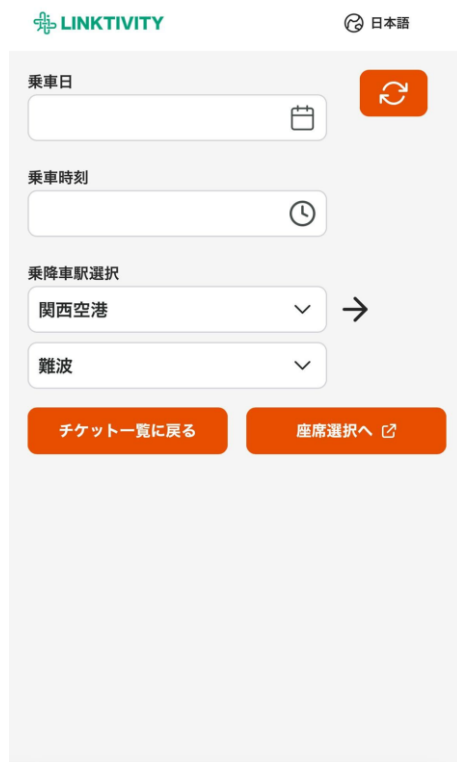 LINKTIVITY
日本語
乗車日
乗車時刻
乗降車駅選択
関西空港
難波
チケット一覧に戻る
座席選択へ